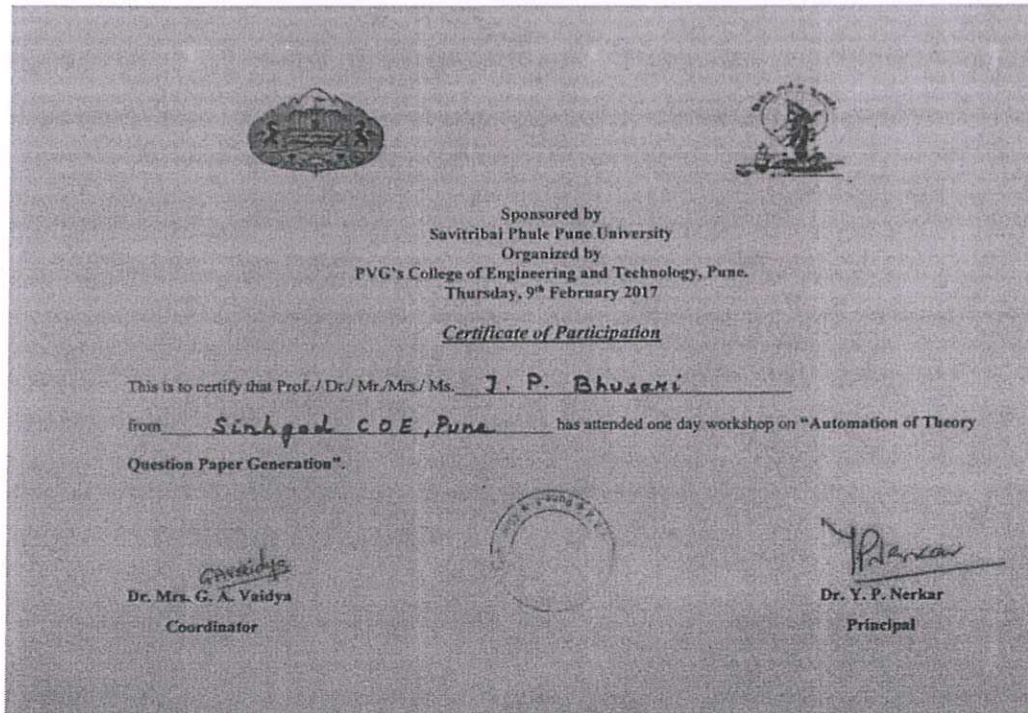 Sponsored by
Savitribai Phule Pune University
Organized by
PVG's College of Engineering and Technology, Pune.
Thursday, 9th February 2017
Certificate of Participation
This is to certify that Prof. / Dr./ Mr./Mrs./ Ms. J. P. Bhusari
from Sinhgad COE, Pune has attended one day workshop on "Automation of Theory
Question Paper Generation".
GAVaidya
Dr. Mrs. G. A. Vaidya
Coordinator
YPNerkar
Dr. Y. P. Nerkar
Principal